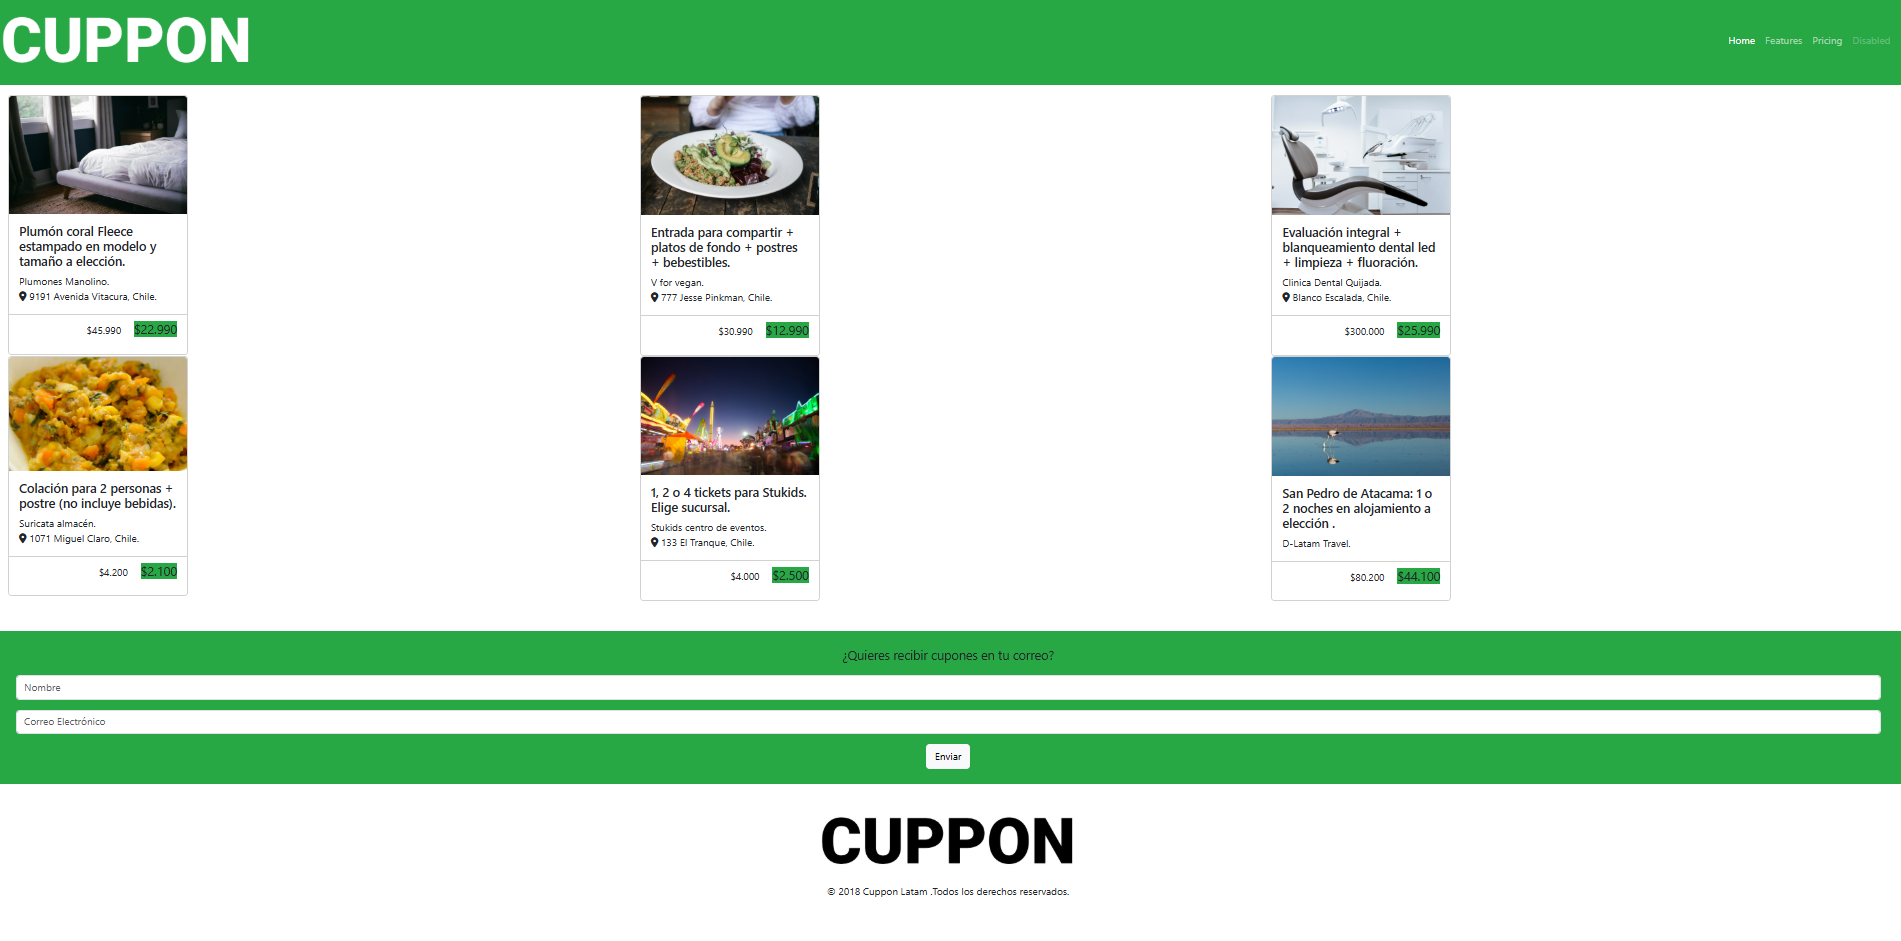 CUPPON
Home Features Pricing Disabled
Plumón coral Fleece
estampado en modelo y
tamaño a elección.
Plumones Manolino.
9191 Avenida Vitacura, Chile.
$45.990 $22.990
Entrada para compartir +
platos de fondo + postres
+ bebestibles.
V for vegan.
777 Jesse Pinkman, Chile.
$30.990 $12.990
Evaluación integral +
blanqueamiento dental led
+ limpieza + fluoración.
Clinica Dental Quijada.
Blanco Escalada, Chile.
$300.000 $25.990
Colación para 2 personas +
postre (no incluye bebidas).
Suricata almacén.
1071 Miguel Claro, Chile.
$4.200 $2.100
1, 2 o 4 tickets para Stukids.
Elige sucursal.
Stukids centro de eventos.
133 El Tranque, Chile.
$4.000 $2.500
San Pedro de Atacama: 1 o
2 noches en alojamiento a
elección .
D-Latam Travel.
$80.200 $44.100
¿Quieres recibir cupones en tu correo?
Nombre
Correo Electrónico
Enviar
CUPPON
© 2018 Cuppon Latam .Todos los derechos reservados.